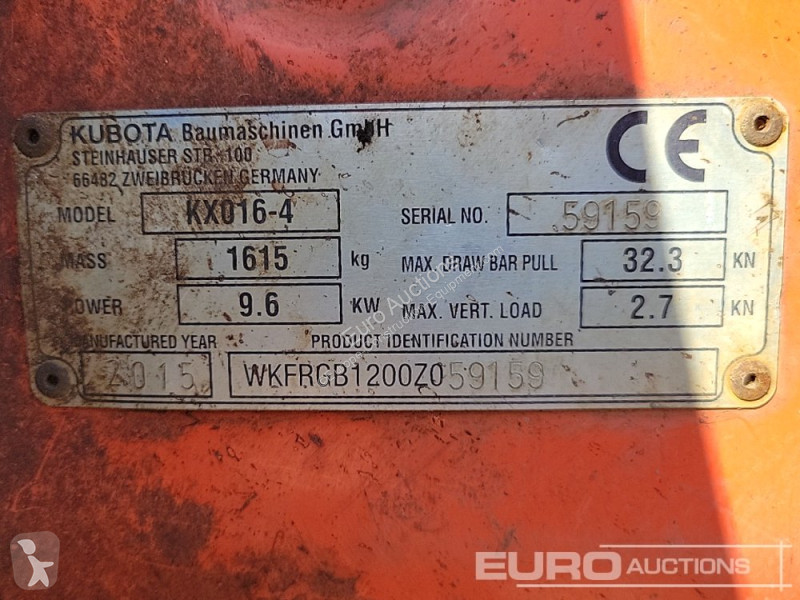 KUBOTA Baumaschinen GmbH
STEINHAUSER STR. 100
66482 ZWEIBRÜCKEN GERMANY
MODEL KX016-4 SERIAL NO. 59159
MASS 1615 kg MAX. DRAW BAR PULL 32.3 KN
POWER 9.6 KW MAX. VERT. LOAD 2.7 KN
MANUFACTURED YEAR PRODUCT IDENTIFICATION NUMBER
2015 WKFRGB1200Z059159
CE
Euro Auctions
EURO AUCTIONS